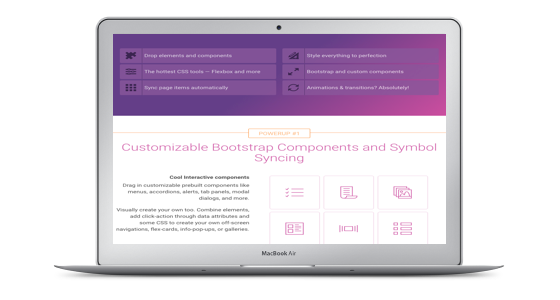 Drop elements and components
Style everything to perfection
The hottest CSS tools — Flexbox and more
Bootstrap and custom components
Sync page items automatically
Animations & transitions? Absolutely!
POWERUP #1
Customizable Bootstrap Components and Symbol
Syncing
Cool Interactive components
Drag in customizable prebuilt components like
menus, accordions, alerts, tab panels, modal
dialogs, and more.
Visually create your own too. Combine elements,
add click-action through data attributes and
some CSS to create your own off-screen
navigations, flex-cards, info-pop-ups, or galleries.
MacBook Air